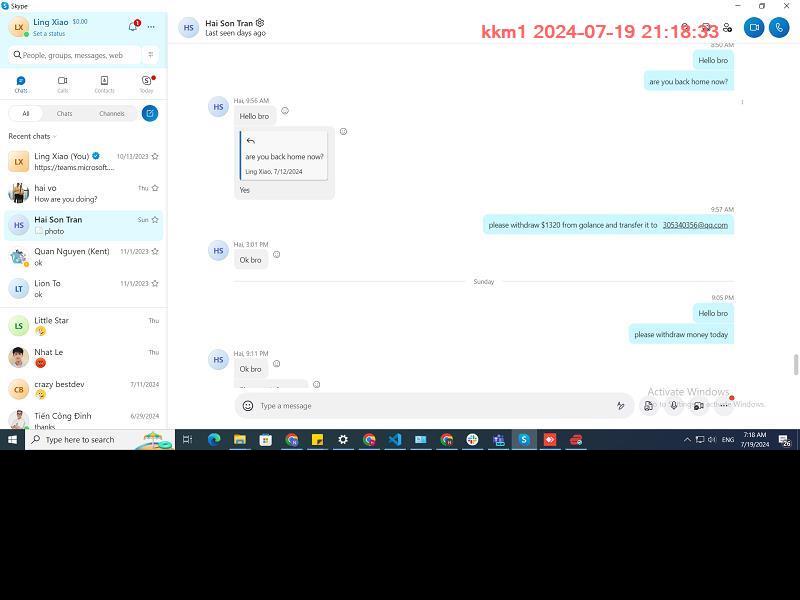 Skype
Ling Xiao $0.00
Set a status
1
LX
People, groups, messages, web
Chats
Calls
Contacts
Today
All
Chats
Channels
Recent chats
LX
Ling Xiao (You)
10/13/2023
https://teams.microsoft....
hai vo
Thu
How are you doing?
HS
Hai Son Tran
Sun
photo
Quan Nguyen (Kent)
11/1/2023
ok
LT
Lion To
11/1/2023
ok
LS
Little Star
Thu
Nhat Le
Thu
CB
crazy bestdev
7/11/2024
Tiến Công Đinh
6/29/2024
thanks
HS
Hai Son Tran
Last seen days ago
kkm1 2024-07-19 21:18:33
8:50 AM
Hello bro
are you back home now?
HS
Hai, 9:56 AM
Hello bro
are you back home now?
Ling Xiao, 7/12/2024
Yes
9:57 AM
please withdraw $1320 from golance and transfer it to 305340356@qq.com
HS
Hai, 3:01 PM
Ok bro
Sunday
9:05 PM
Hello bro
please withdraw money today
HS
Hai, 9:11 PM
Ok bro
Type a message
Activate Windows
Type here to search
ENG
7:18 AM
7/19/2024
26